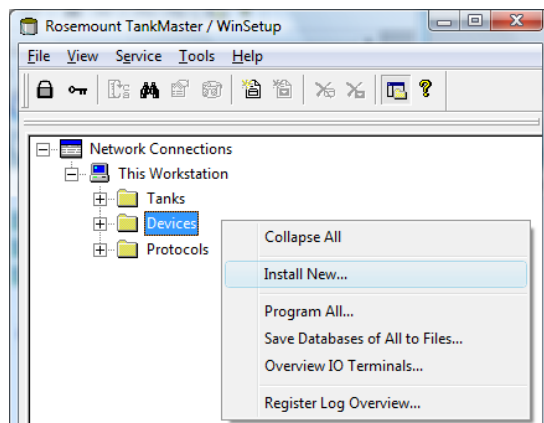 Rosemount TankMaster / WinSetup
File View Service Tools Help
Network Connections
This Workstation
Tanks
Devices
Protocols
Collapse All
Install New...
Program All...
Save Databases of All to Files...
Overview IO Terminals...
Register Log Overview...